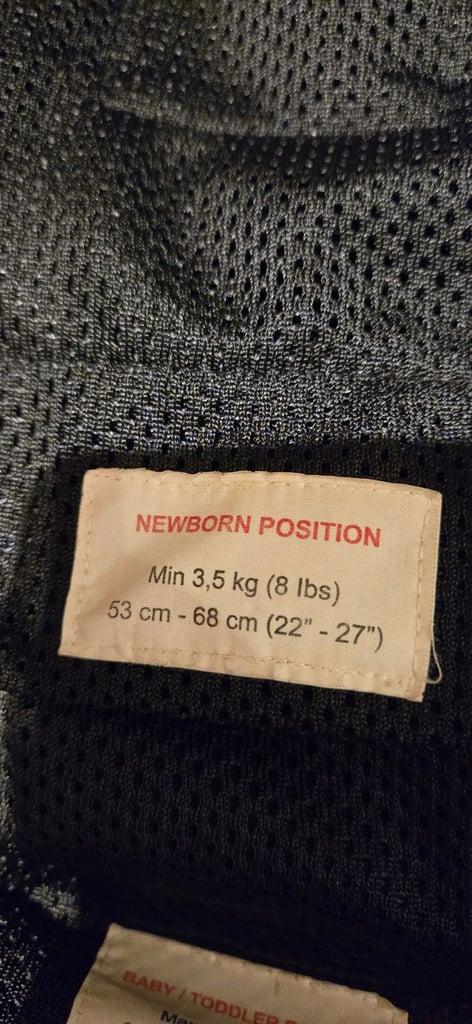 NEWBORN POSITION
Min 3,5 kg (8 lbs)
53 cm - 68 cm (22" - 27")
BABY / TODDLER